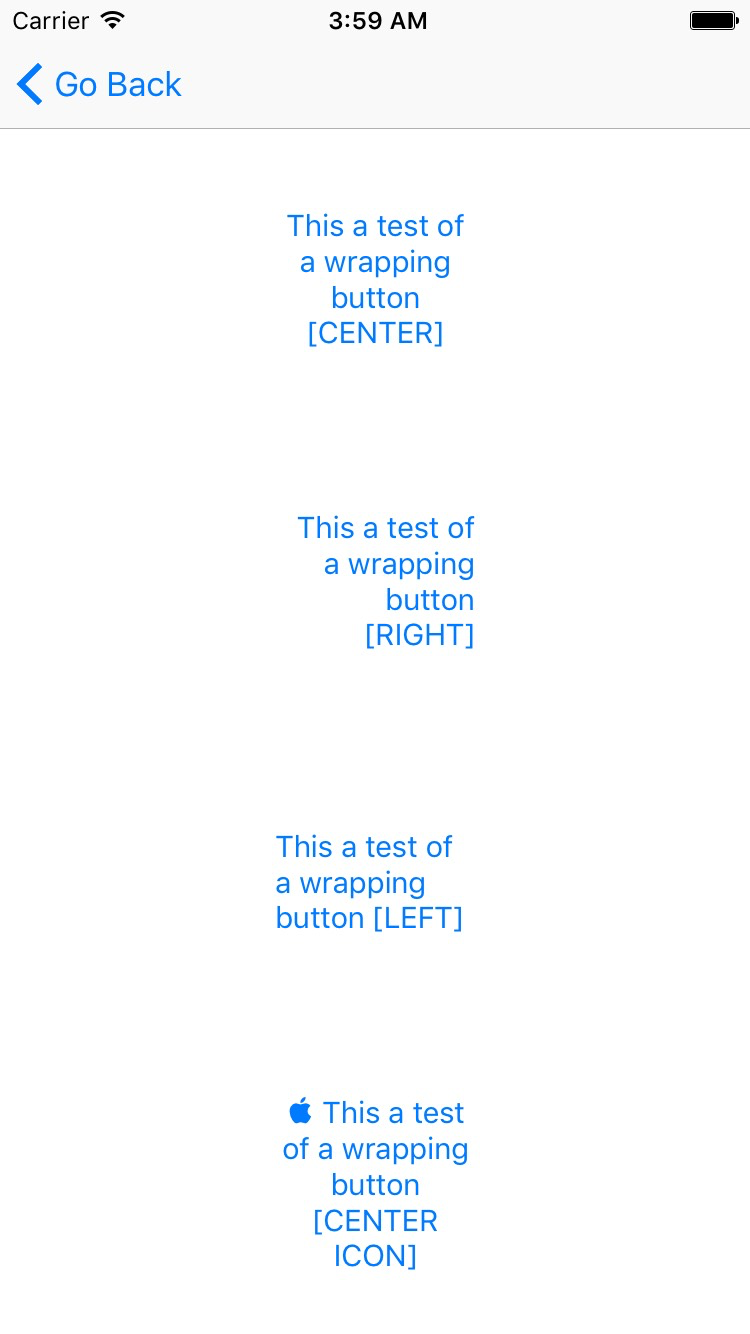 Carrier 3:59 AM
Go Back
This a test of
a wrapping
button
[CENTER]
This a test of
a wrapping
button
[RIGHT]
This a test of
a wrapping
button [LEFT]
This a test
of a wrapping
button
[CENTER
ICON]